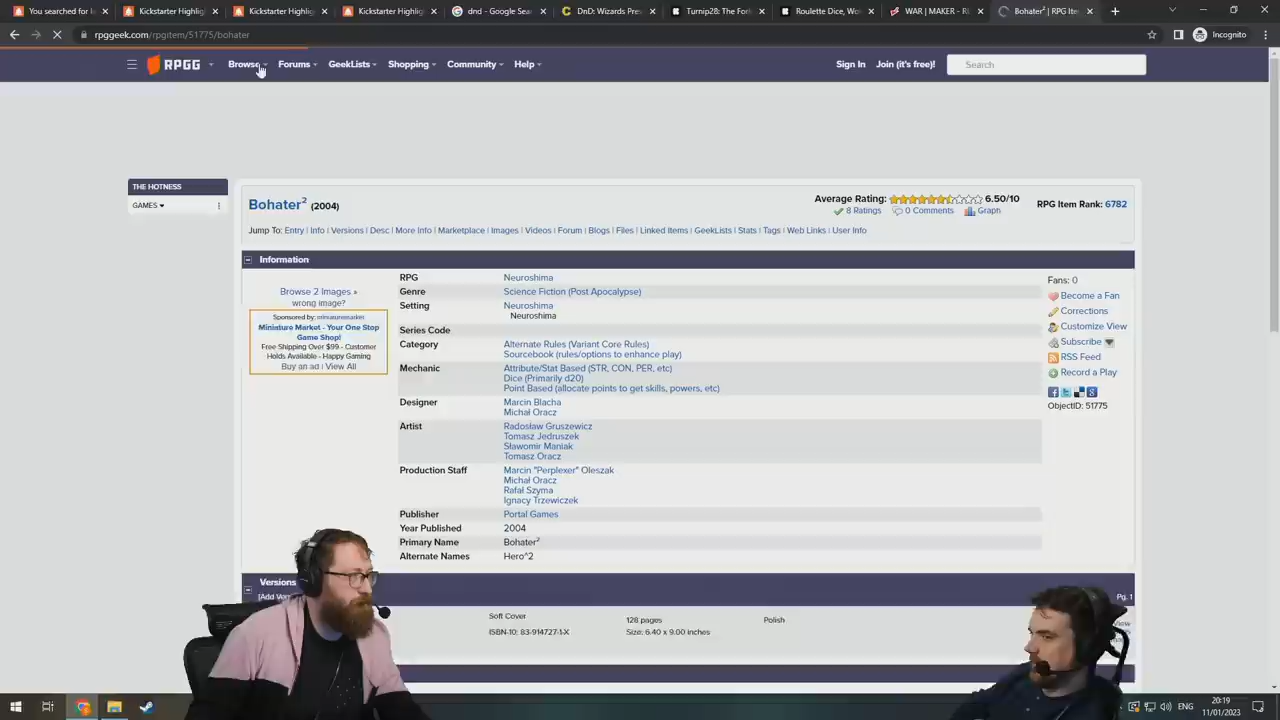 You searched for
Kickstarter Highlig
Kickstarter Highlig
Kickstarter Highlig
dnd - Google Sear
DnD: Wizards Pres
Turnip28: The Fort
Roulette Dice, Wo
WAR | MAKER - R
Bohater² | RPG Iten
rpggeek.com/rpgitem/51775/bohater
Incognito
RPGG Browse Forums GeekLists Shopping Community Help Sign In Join (it's free!) Search
THE HOTNESS
GAMES
Bohater² (2004)
Average Rating: 6.50/10
8 Ratings 0 Comments Graph
RPG Item Rank: 6782
Jump To: Entry | Info | Versions | Desc | More Info | Marketplace | Images | Videos | Forum | Blogs | Files | Linked Items | GeekLists | Stats | Tags | Web Links | User Info
Information
Browse 2 Images »
wrong image?
Sponsored by: miniaturemarket
Miniature Market - Your One Stop
Game Shop!
Free Shipping Over $99 - Customer
Holds Available - Happy Gaming
Buy an ad | View All
RPG Neuroshima
Genre Science Fiction (Post Apocalypse)
Setting Neuroshima
Neuroshima
Series Code
Category Alternate Rules (Variant Core Rules)
Sourcebook (rules/options to enhance play)
Mechanic Attribute/Stat Based (STR, CON, PER, etc)
Dice (Primarily d20)
Point Based (allocate points to get skills, powers, etc)
Designer Marcin Blacha
Michał Oracz
Artist Radosław Gruszewicz
Tomasz Jedruszek
Sławomir Maniak
Tomasz Oracz
Production Staff Marcin "Perplexer" Oleszak
Michał Oracz
Rafał Szyma
Ignacy Trzewiczek
Publisher Portal Games
Year Published 2004
Primary Name Bohater²
Alternate Names Hero^2
Fans: 0
Become a Fan
Corrections
Customize View
Subscribe
RSS Feed
Record a Play
ObjectID: 51775
Versions
[Add Ver
Pg. 1
Soft Cover 128 pages Polish
ISBN-10: 83-914727-1-X Size: 6.40 x 9.00 inches
ENG
20:19
11/01/2023